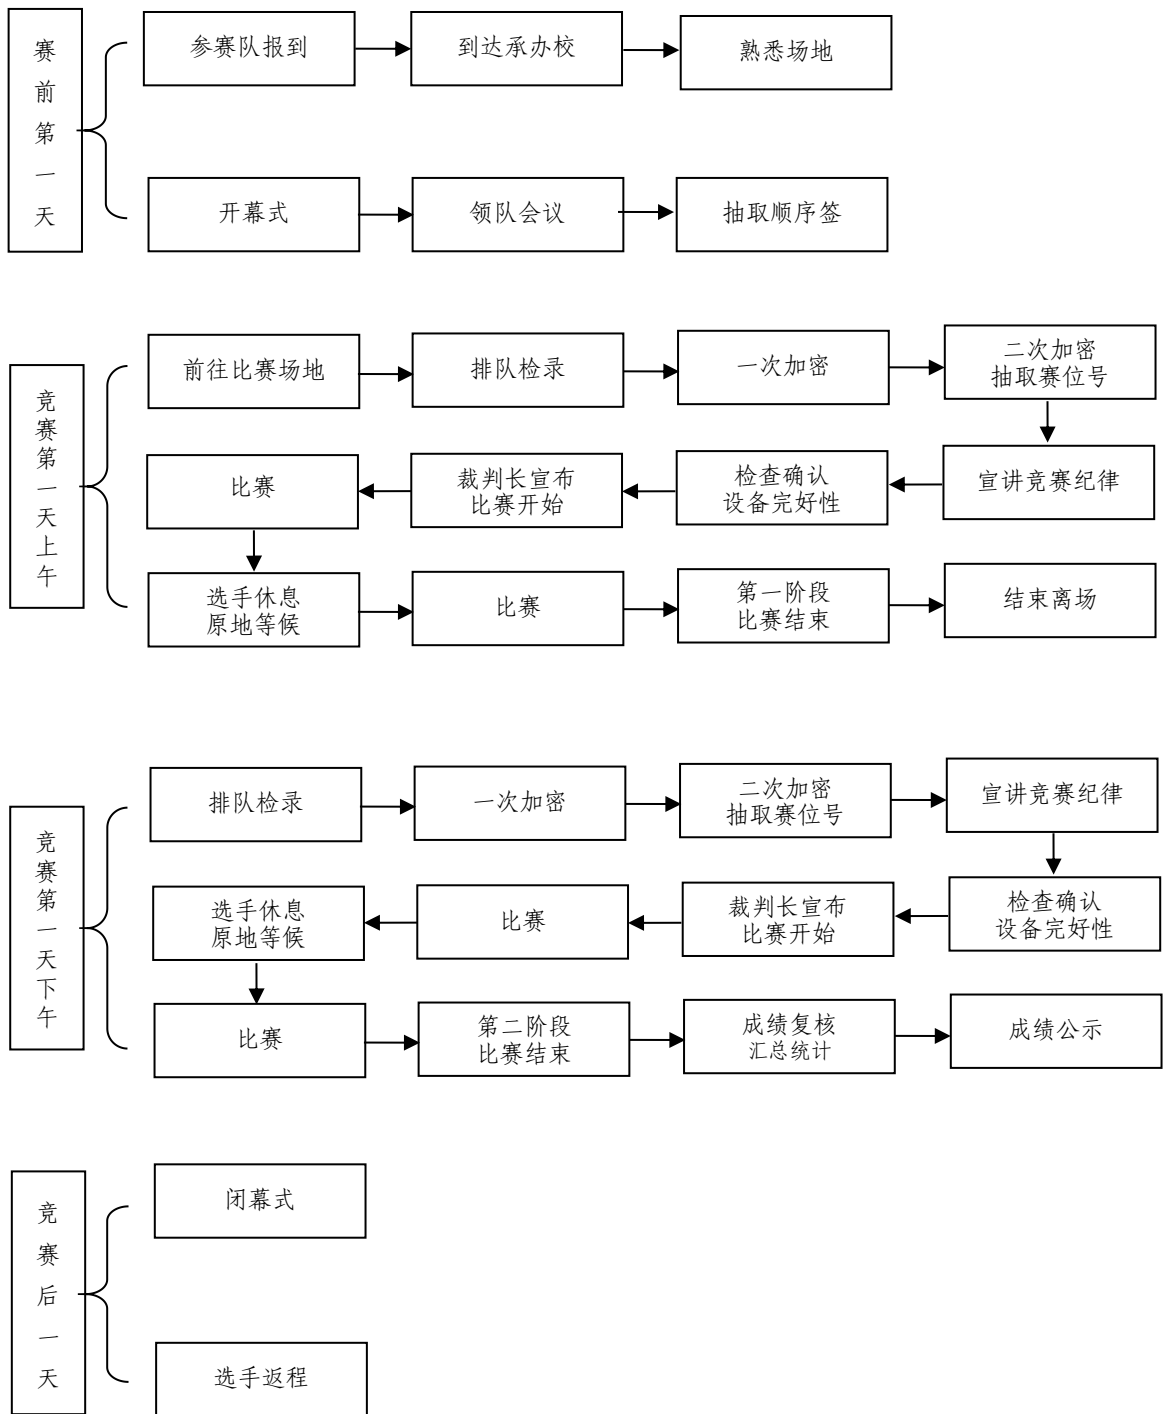 赛前第一天
参赛队报到
到达承办校
熟悉场地
开幕式
领队会议
抽取顺序签
竞赛第一天上午
前往比赛场地
排队检录
一次加密
二次加密
抽取赛位号
宣讲竞赛纪律
检查确认
设备完好性
裁判长宣布
比赛开始
比赛
选手休息
原地等候
比赛
第一阶段
比赛结束
结束离场
竞赛第一天下午
排队检录
一次加密
二次加密
抽取赛位号
宣讲竞赛纪律
检查确认
设备完好性
裁判长宣布
比赛开始
比赛
选手休息
原地等候
比赛
第二阶段
比赛结束
成绩复核
汇总统计
成绩公示
竞赛后一天
闭幕式
选手返程